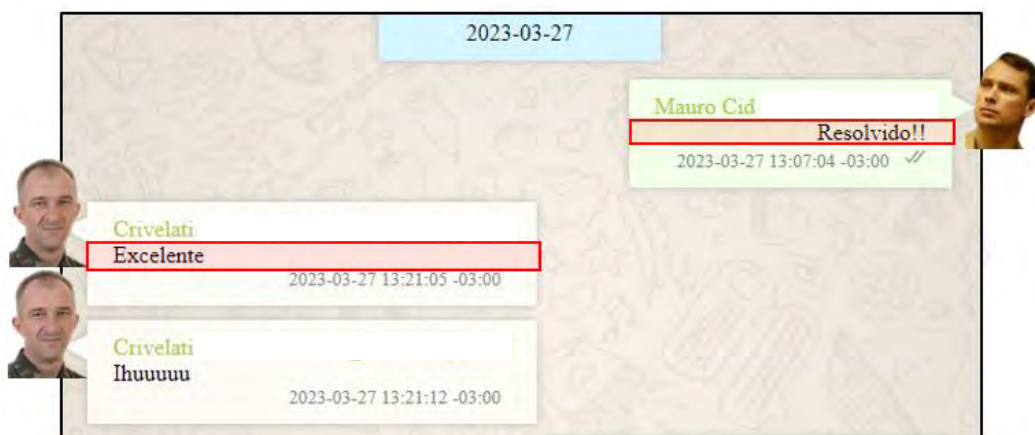 2023-03-27
Mauro Cid
Resolvido!!
2023-03-27 13:07:04 -03:00
Crivelati
Excelente
2023-03-27 13:21:05 -03:00
Crivelati
Ihuuuuu
2023-03-27 13:21:12 -03:00